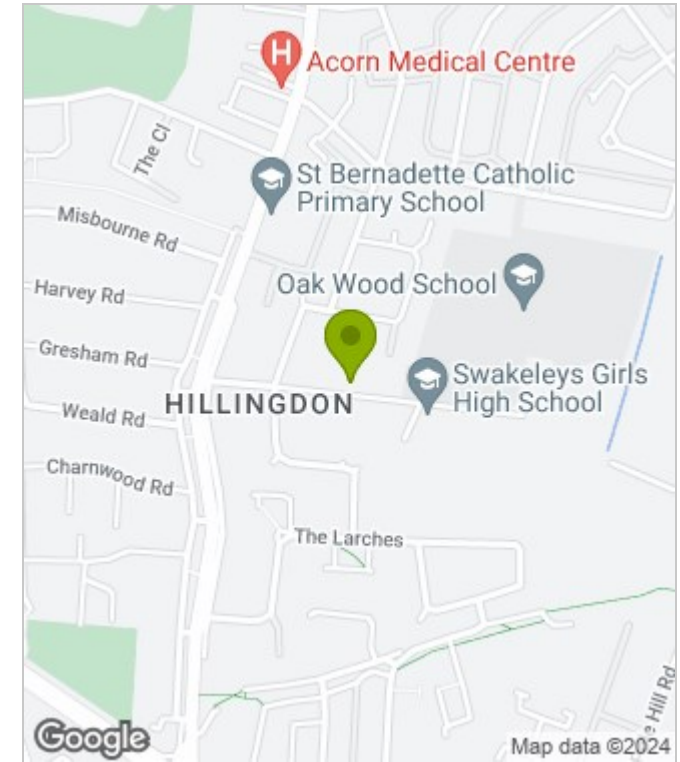 H
Acorn Medical Centre
The Cl
St Bernadette Catholic
Primary School
Misbourne Rd
Oak Wood School
Harvey Rd
Gresham Rd
Swakeleys Girls
High School
HILLINGDON
Weald Rd
Charnwood Rd
The Larches
e Hill Rd
Google
Map data ©2024